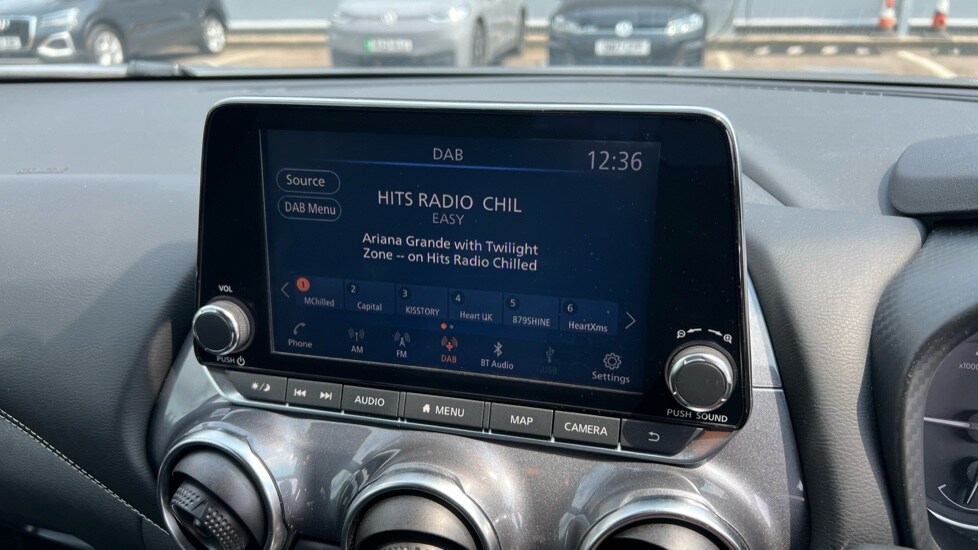 DAB
12:36
Source
DAB Menu
HITS RADIO CHIL
EASY
Ariana Grande with Twilight
Zone -- on Hits Radio Chilled
1 2 3 4 5 6
MChilled Capital KISSTORY Heart UK 879SHINE HeartXms
Phone AM FM DAB BT Audio USB Settings
VOL
PUSH
PUSH SOUND
AUDIO MENU MAP CAMERA